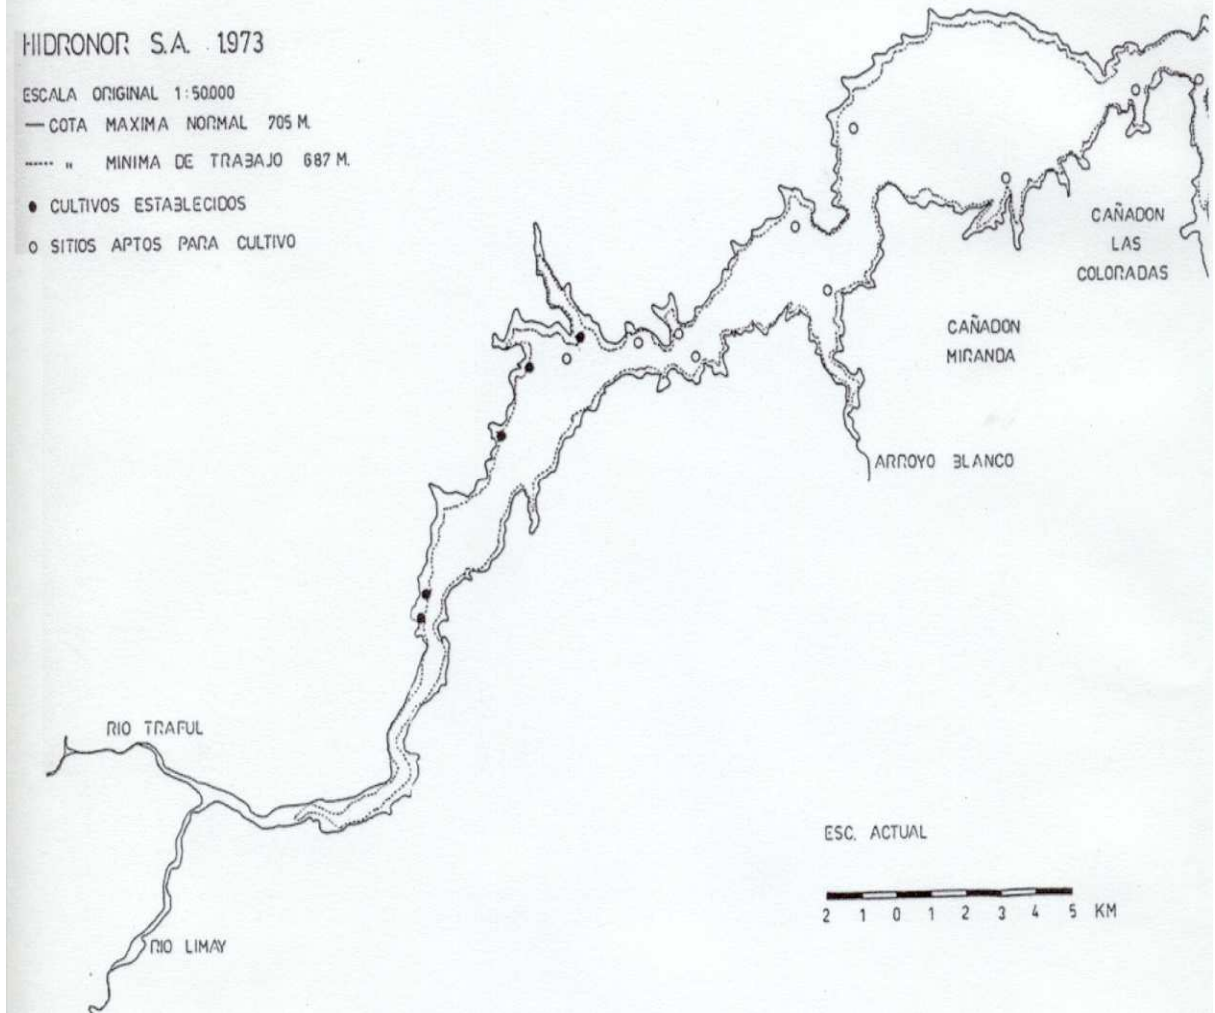 HIDRONOR S.A. 1973
ESCALA ORIGINAL 1:50000
— COTA MAXIMA NORMAL 705 M.
...... " MINIMA DE TRABAJO 687 M.
● CULTIVOS ESTABLECIDOS
○ SITIOS APTOS PARA CULTIVO
CAÑADON
LAS
COLORADAS
CAÑADON
MIRANDA
ARROYO BLANCO
RIO TRAFUL
ESC. ACTUAL
2 1 0 1 2 3 4 5 KM
RIO LIMAY